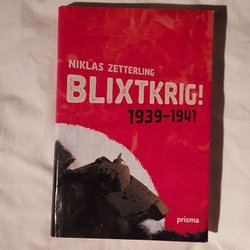 NIKLAS ZETTERLING
BLIXTKRIG!
1939–1941
prisma